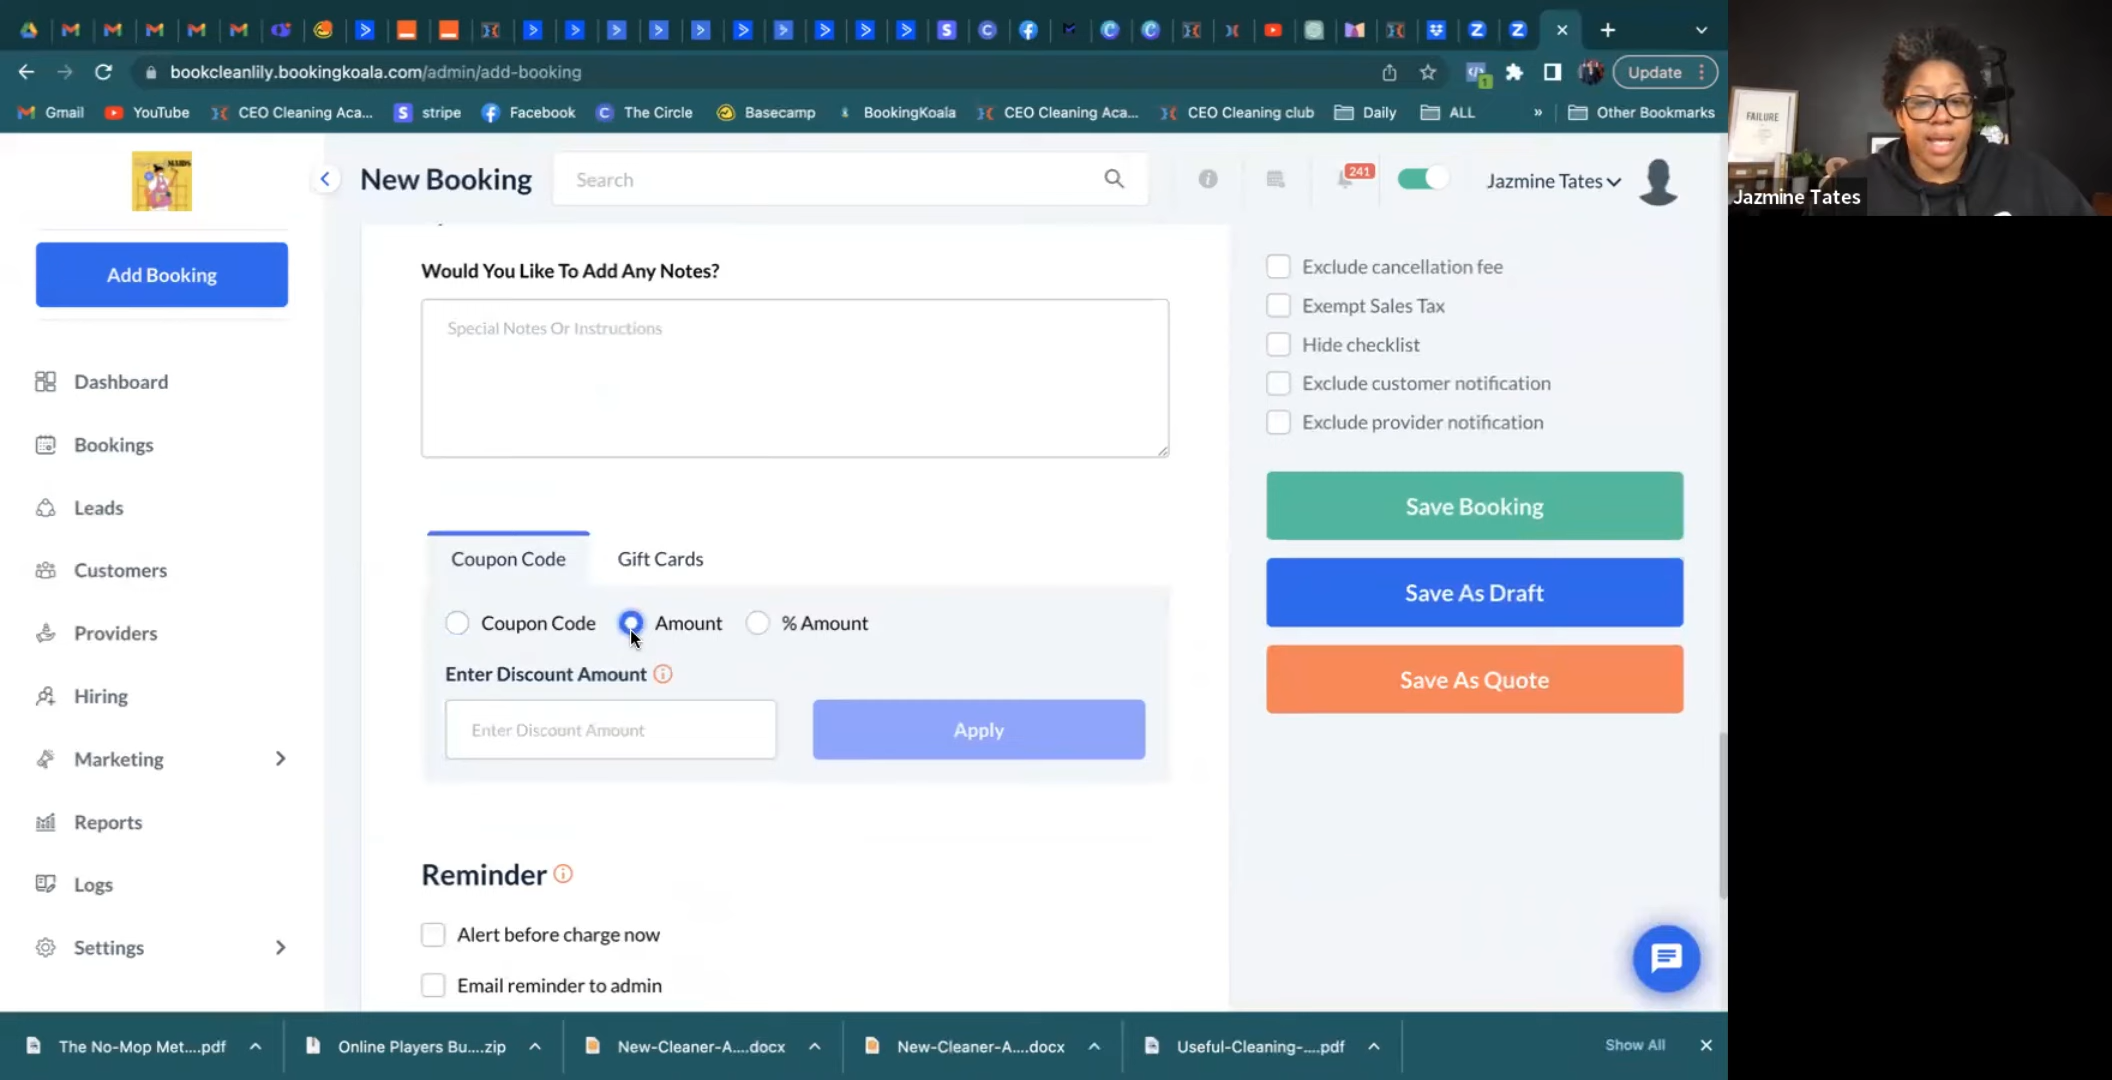 bookcleanlily.bookingkoala.com/admin/add-booking
Update
Gmail
YouTube
CEO Cleaning Aca...
stripe
Facebook
The Circle
Basecamp
BookingKoala
CEO Cleaning Aca...
CEO Cleaning club
Daily
ALL
»
Other Bookmarks
FAILURE
Jazmine Tates
MAIDS
New Booking
Search
241
Jazmine Tates
Add Booking
Dashboard
Bookings
Leads
Customers
Providers
Hiring
Marketing
Reports
Logs
Settings
Would You Like To Add Any Notes?
Special Notes Or Instructions
Coupon Code
Gift Cards
Coupon Code
Amount
% Amount
Enter Discount Amount
Enter Discount Amount
Apply
Reminder
Alert before charge now
Email reminder to admin
Exclude cancellation fee
Exempt Sales Tax
Hide checklist
Exclude customer notification
Exclude provider notification
Save Booking
Save As Draft
Save As Quote
The No-Mop Met....pdf
Online Players Bu....zip
New-Cleaner-A....docx
New-Cleaner-A....docx
Useful-Cleaning-....pdf
Show All